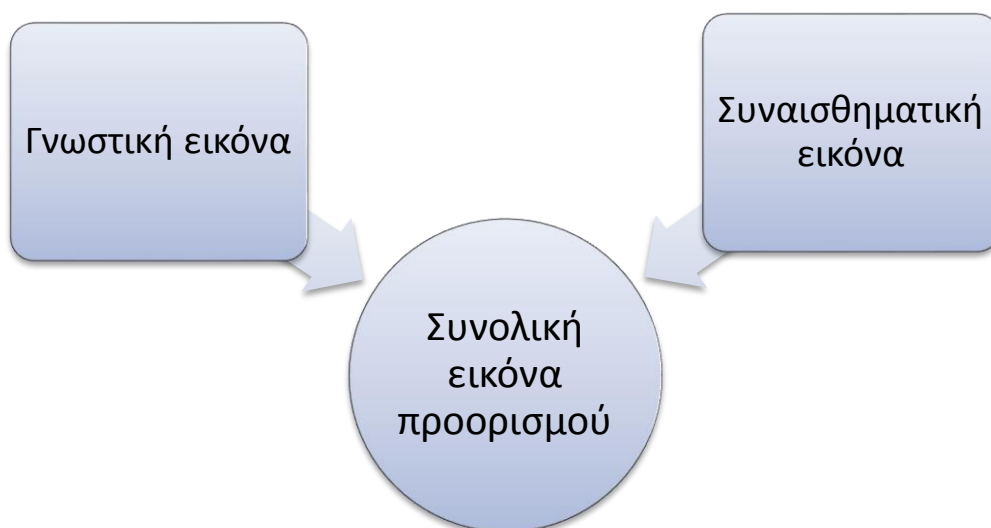 Γνωστική εικόνα
Συναισθηματική
εικόνα
Συνολική
εικόνα
προορισμού